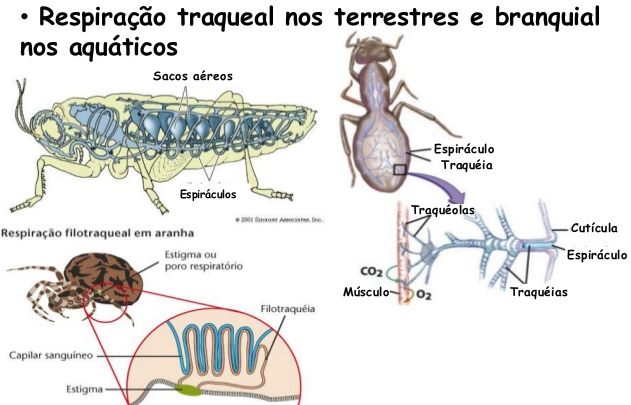 • Respiração traqueal nos terrestres e branquial
nos aquáticos
Sacos aéreos
Espiráculos
© 2001 Sinauer Associates, Inc.
Espiráculo
Traquéia
Traquéolas
Cutícula
Espiráculo
CO2
Músculo
O2
Traquéias
Respiração filotraqueal em aranha
Estigma ou
poro respiratório
Filotraquéia
Capilar sanguíneo
Estigma